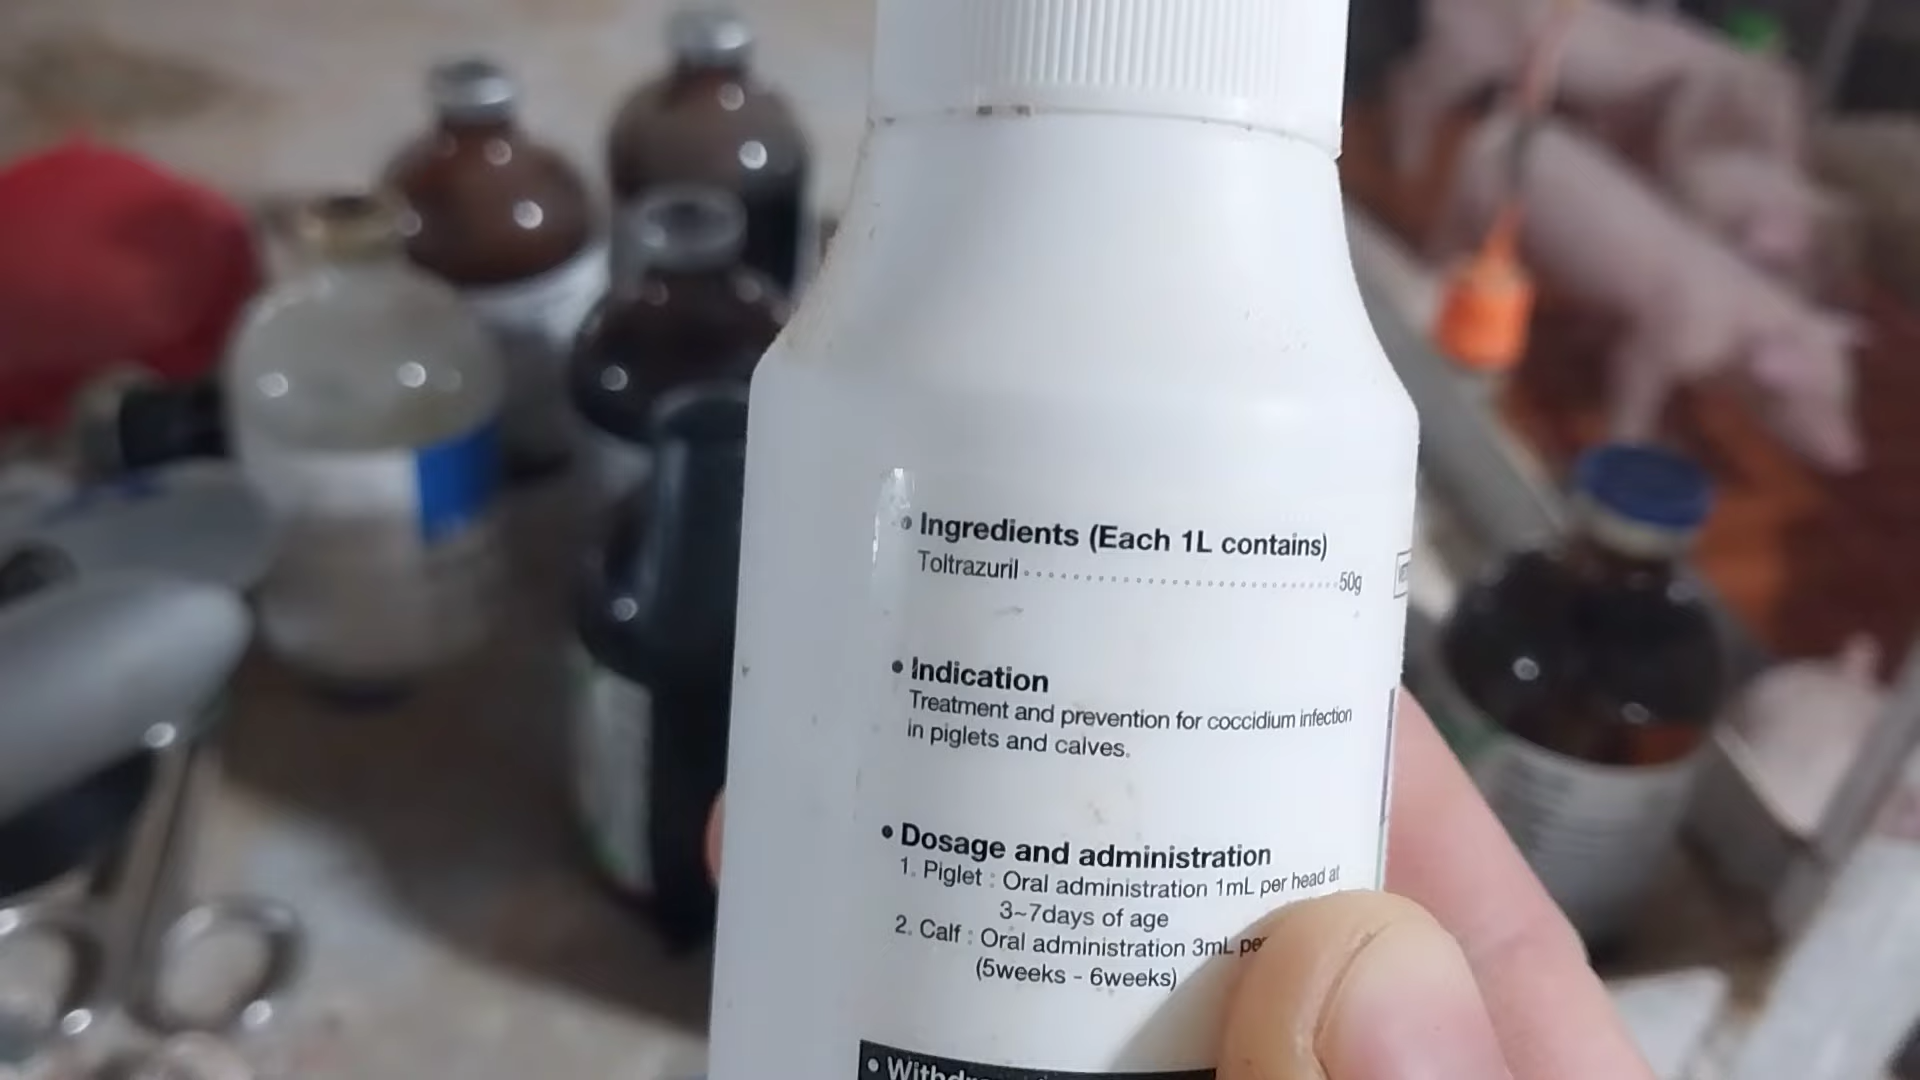 • Ingredients (Each 1L contains)
Toltrazuril ........................ 50g
• Indication
Treatment and prevention for coccidium infection
in piglets and calves.
• Dosage and administration
1. Piglet : Oral administration 1mL per head at
3~7days of age
2. Calf : Oral administration 3mL per
(5weeks - 6weeks)